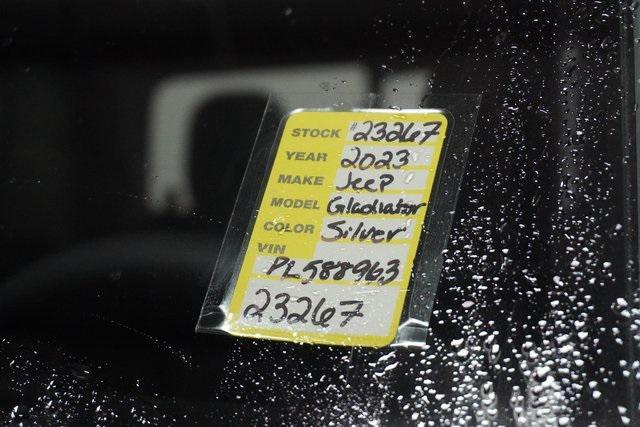 STOCK #23267
YEAR 2023
MAKE Jeep
MODEL Gladiator
COLOR Silver
VIN
PL588963
23267